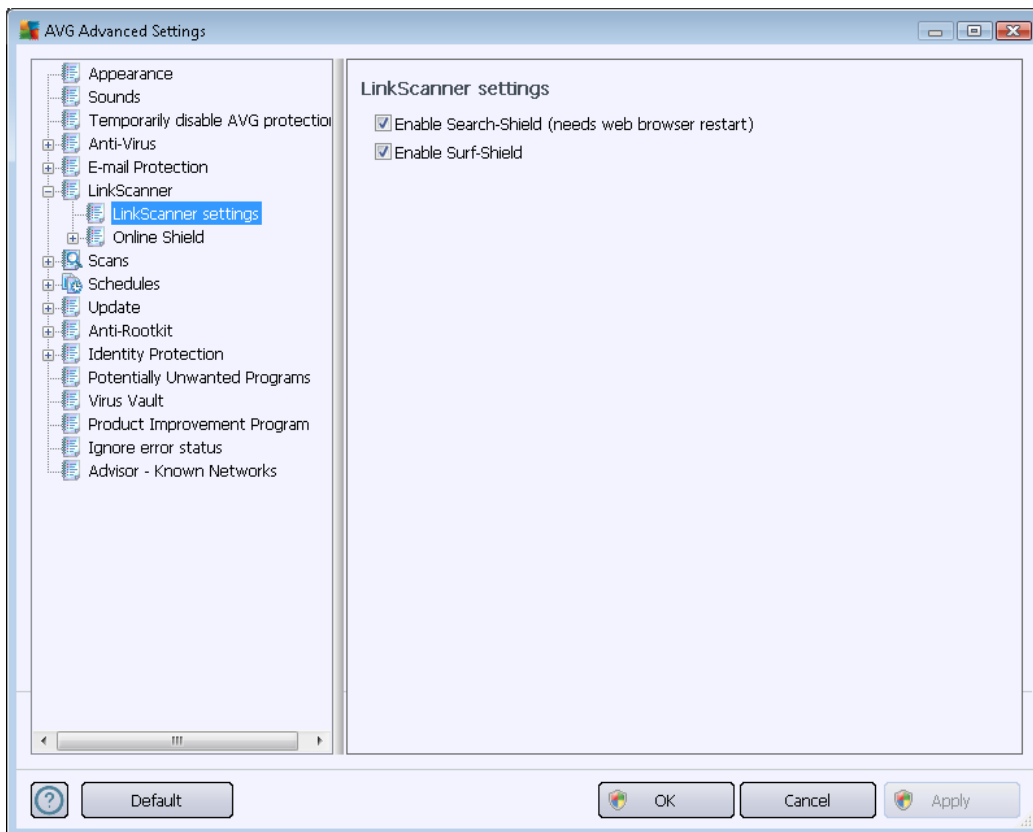 AVG Advanced Settings
Appearance
Sounds
Temporarily disable AVG protection
Anti-Virus
E-mail Protection
LinkScanner
LinkScanner settings
Online Shield
Scans
Schedules
Update
Anti-Rootkit
Identity Protection
Potentially Unwanted Programs
Virus Vault
Product Improvement Program
Ignore error status
Advisor - Known Networks
LinkScanner settings
Enable Search-Shield (needs web browser restart)
Enable Surf-Shield
? Default OK Cancel Apply